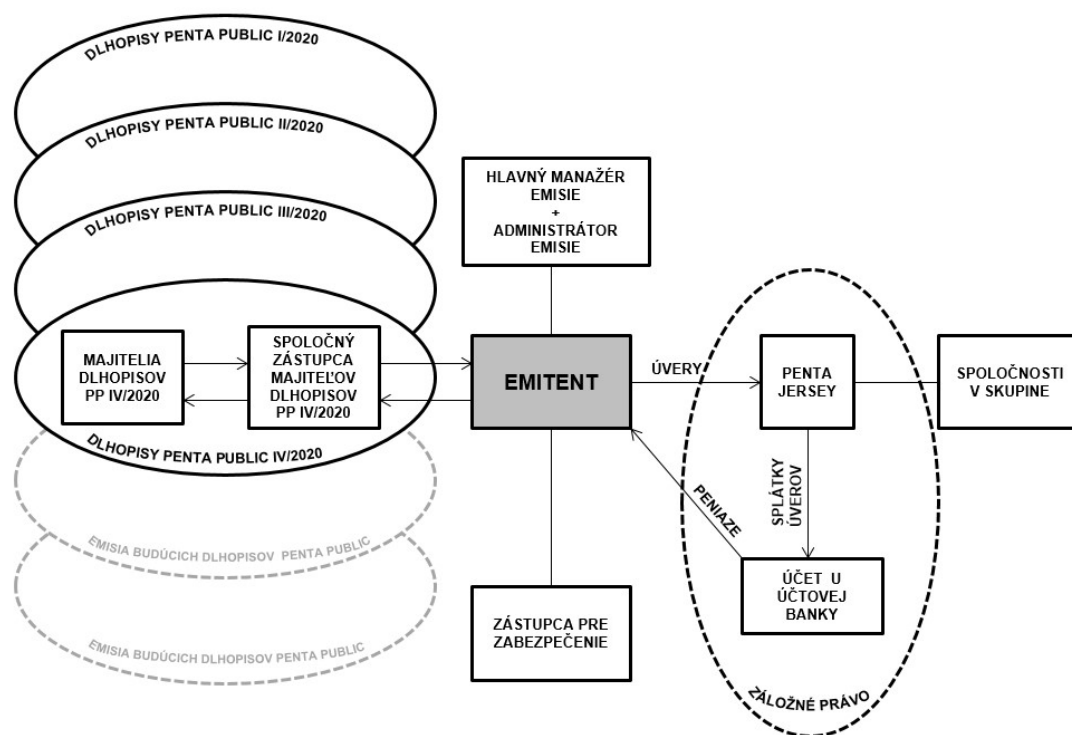 DLHOPISY PENTA PUBLIC I/2020
DLHOPISY PENTA PUBLIC II/2020
DLHOPISY PENTA PUBLIC III/2020
HLAVNÝ MANAŽÉR
EMISIE
+
ADMINISTRÁTOR
EMISIE
MAJITELIA
DLHOPISOV
PP IV/2020
SPOLOČNÝ
ZÁSTUPCA
MAJITEĽOV
DLHOPISOV
PP IV/2020
DLHOPISY PENTA PUBLIC IV/2020
EMITENT
ÚVERY
PENTA
JERSEY
SPOLOČNOSTI
V SKUPINE
PENIAZE
SPLÁTKY
ÚVEROV
ÚČET U
ÚČTOVEJ
BANKY
ZÁLOŽNÉ PRÁVO
ZÁSTUPCA PRE
ZABEZPEČENIE
EMISIA BUDÚCICH DLHOPISOV PENTA PUBLIC
EMISIA BUDÚCICH DLHOPISOV PENTA PUBLIC